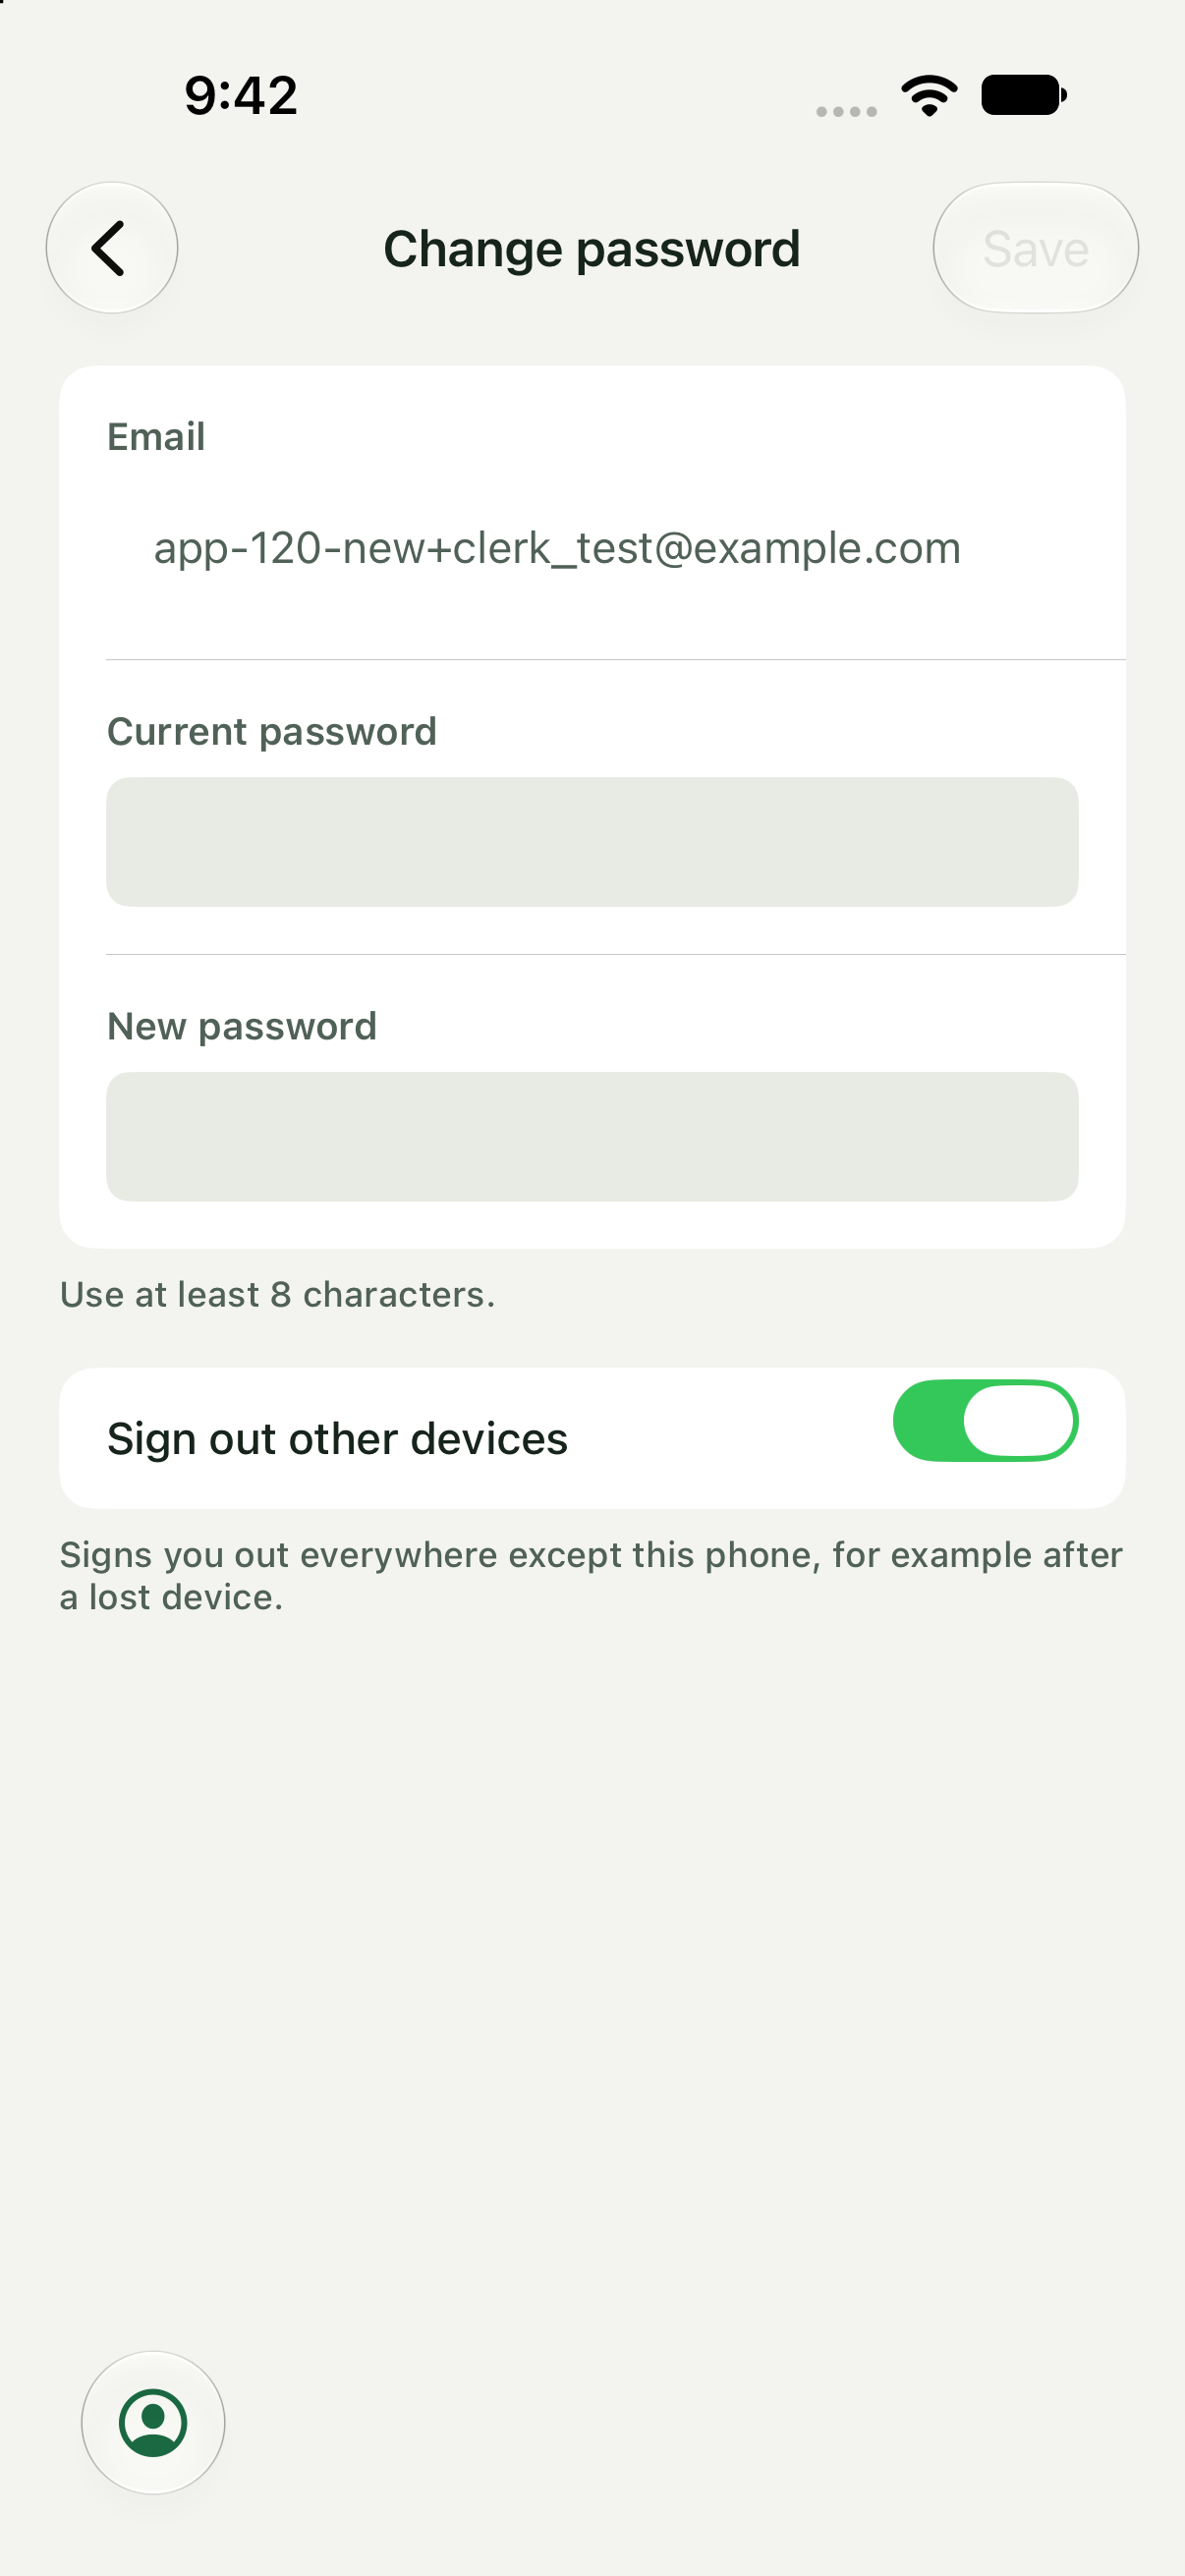 9:42
Change password
Save
Email
app-120-new+clerk_test@example.com
Current password
New password
Use at least 8 characters.
Sign out other devices
Signs you out everywhere except this phone, for example after
a lost device.